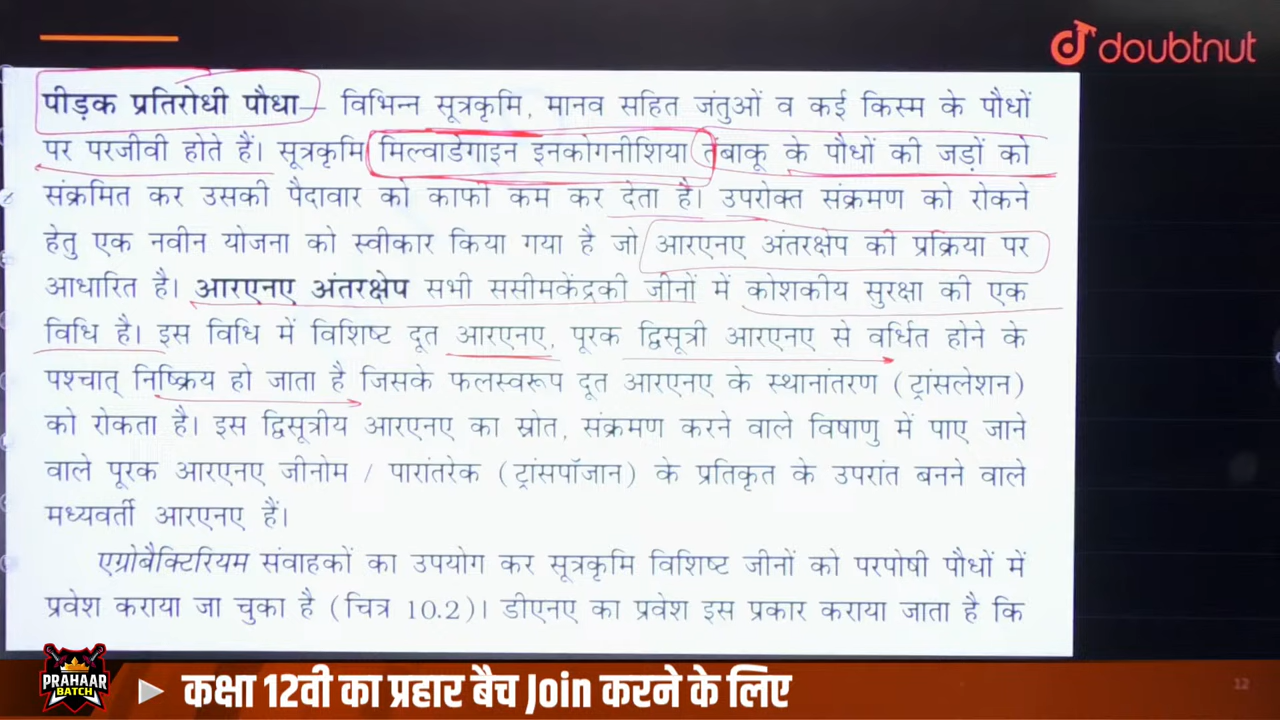 doubtnut
पीड़क प्रतिरोधी पौधा– विभिन्न सूत्रकृमि, मानव सहित जंतुओं व कई किस्म के पौधों
पर परजीवी होते हैं। सूत्रकृमि मिल्वाडेगाइन इनकोगनीशिया तंबाकू के पौधों की जड़ों को
संक्रमित कर उसकी पैदावार को काफी कम कर देता है। उपरोक्त संक्रमण को रोकने
हेतु एक नवीन योजना को स्वीकार किया गया है जो आरएनए अंतरक्षेप की प्रक्रिया पर
आधारित है। आरएनए अंतरक्षेप सभी ससीमकेंद्रकी जीनों में कोशकीय सुरक्षा की एक
विधि है। इस विधि में विशिष्ट दूत आरएनए, पूरक द्विसूत्री आरएनए से वर्धित होने के
पश्चात् निष्क्रिय हो जाता है जिसके फलस्वरूप दूत आरएनए के स्थानांतरण (ट्रांसलेशन)
को रोकता है। इस द्विसूत्रीय आरएनए का स्रोत, संक्रमण करने वाले विषाणु में पाए जाने
वाले पूरक आरएनए जीनोम / पारांतरेक (ट्रांसपॉजान) के प्रतिकृत के उपरांत बनने वाले
मध्यवर्ती आरएनए हैं।
एग्रोबैक्टिरियम संवाहकों का उपयोग कर सूत्रकृमि विशिष्ट जीनों को परपोषी पौधों में
प्रवेश कराया जा चुका है (चित्र 10.2)। डीएनए का प्रवेश इस प्रकार कराया जाता है कि
PRAHAAR
BATCH
कक्षा 12वी का प्रहार बैच Join करने के लिए
12